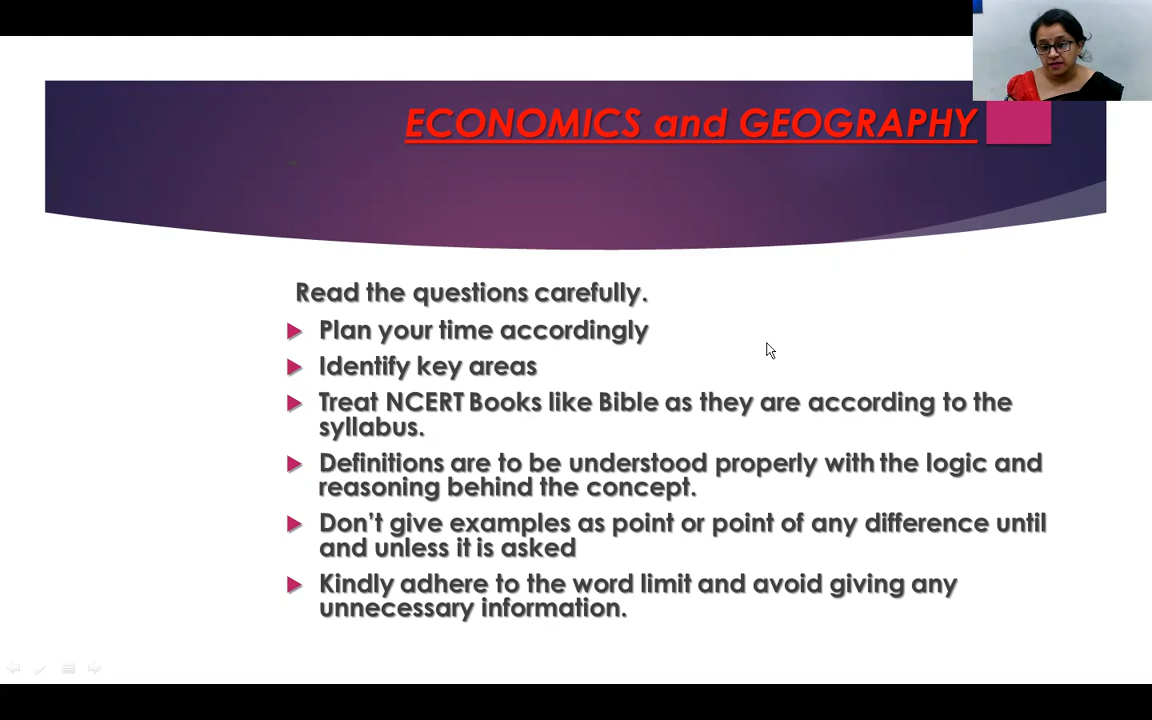 ECONOMICS and GEOGRAPHY
Read the questions carefully.
Plan your time accordingly
Identify key areas
Treat NCERT Books like Bible as they are according to the
syllabus.
Definitions are to be understood properly with the logic and
reasoning behind the concept.
Don’t give examples as point or point of any difference until
and unless it is asked
Kindly adhere to the word limit and avoid giving any
unnecessary information.